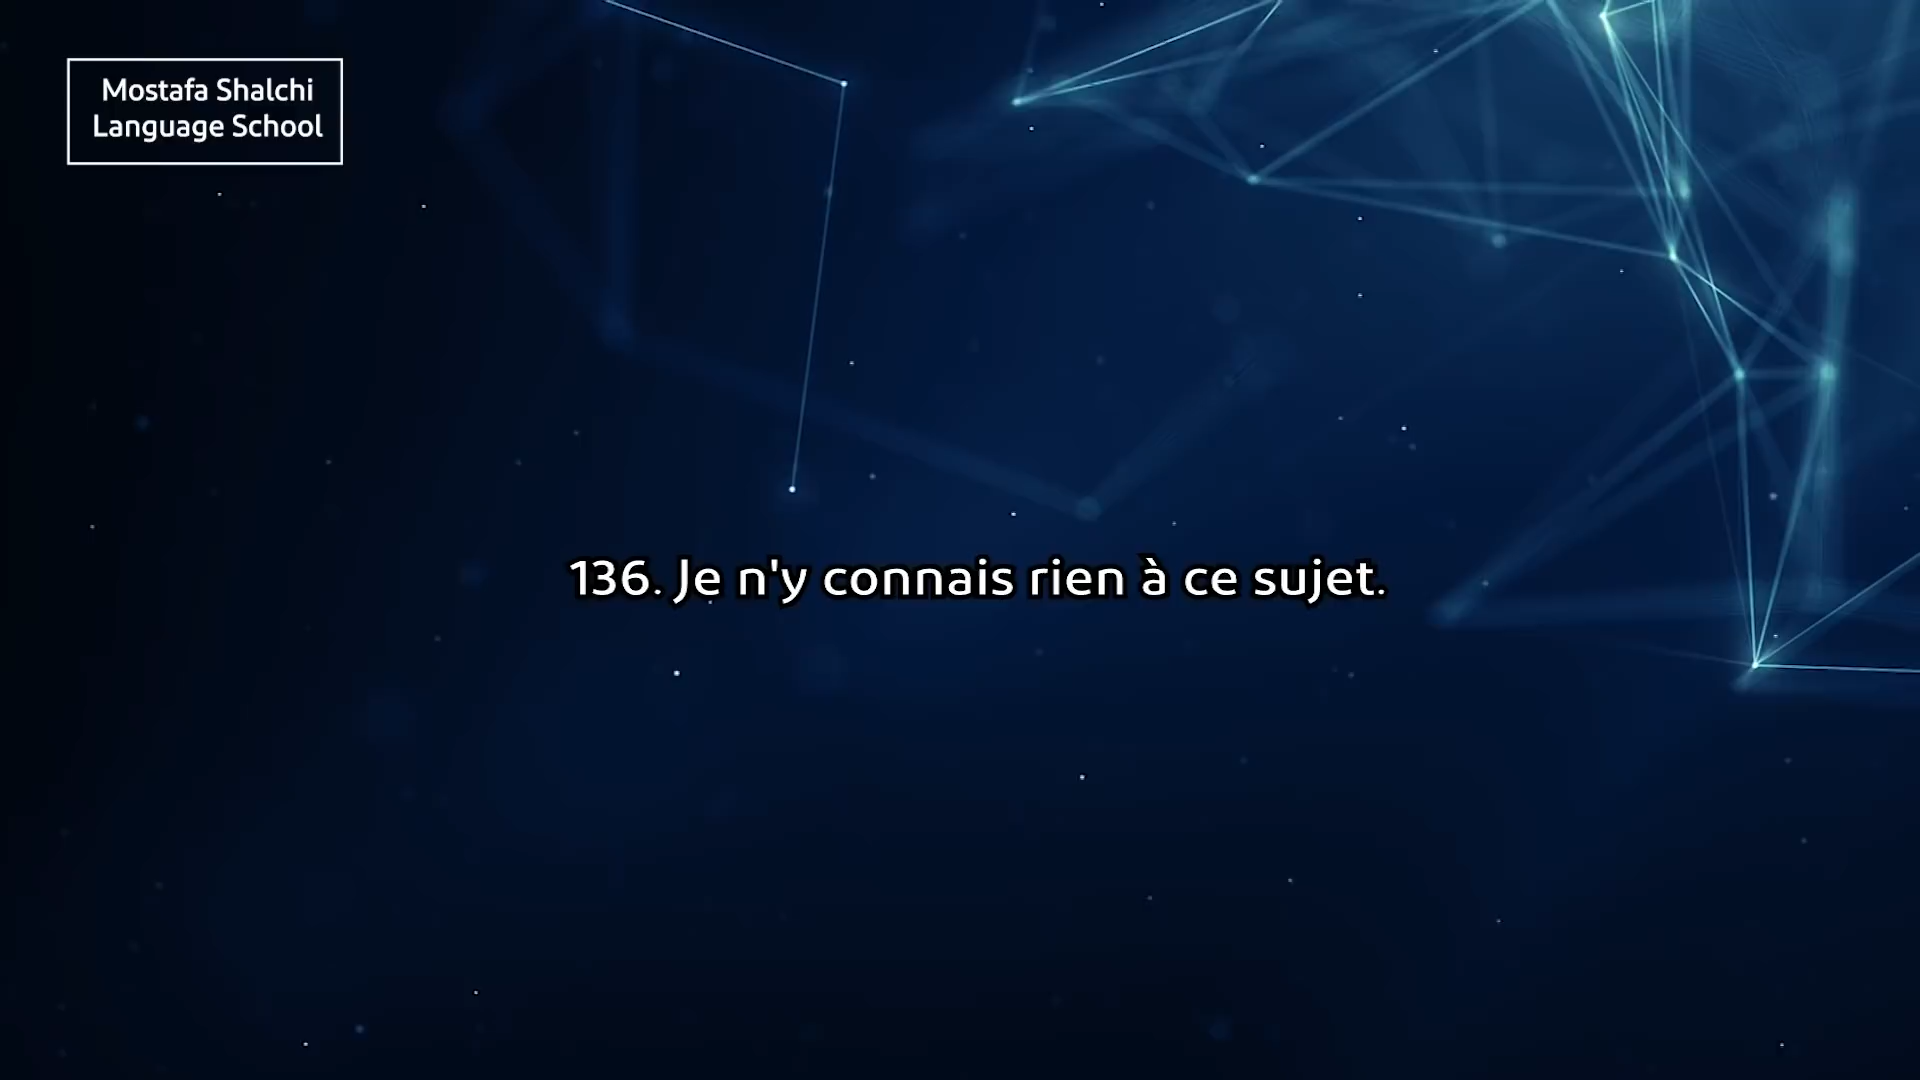 Mostafa Shalchi
Language School
136. Je n'y connais rien à ce sujet.